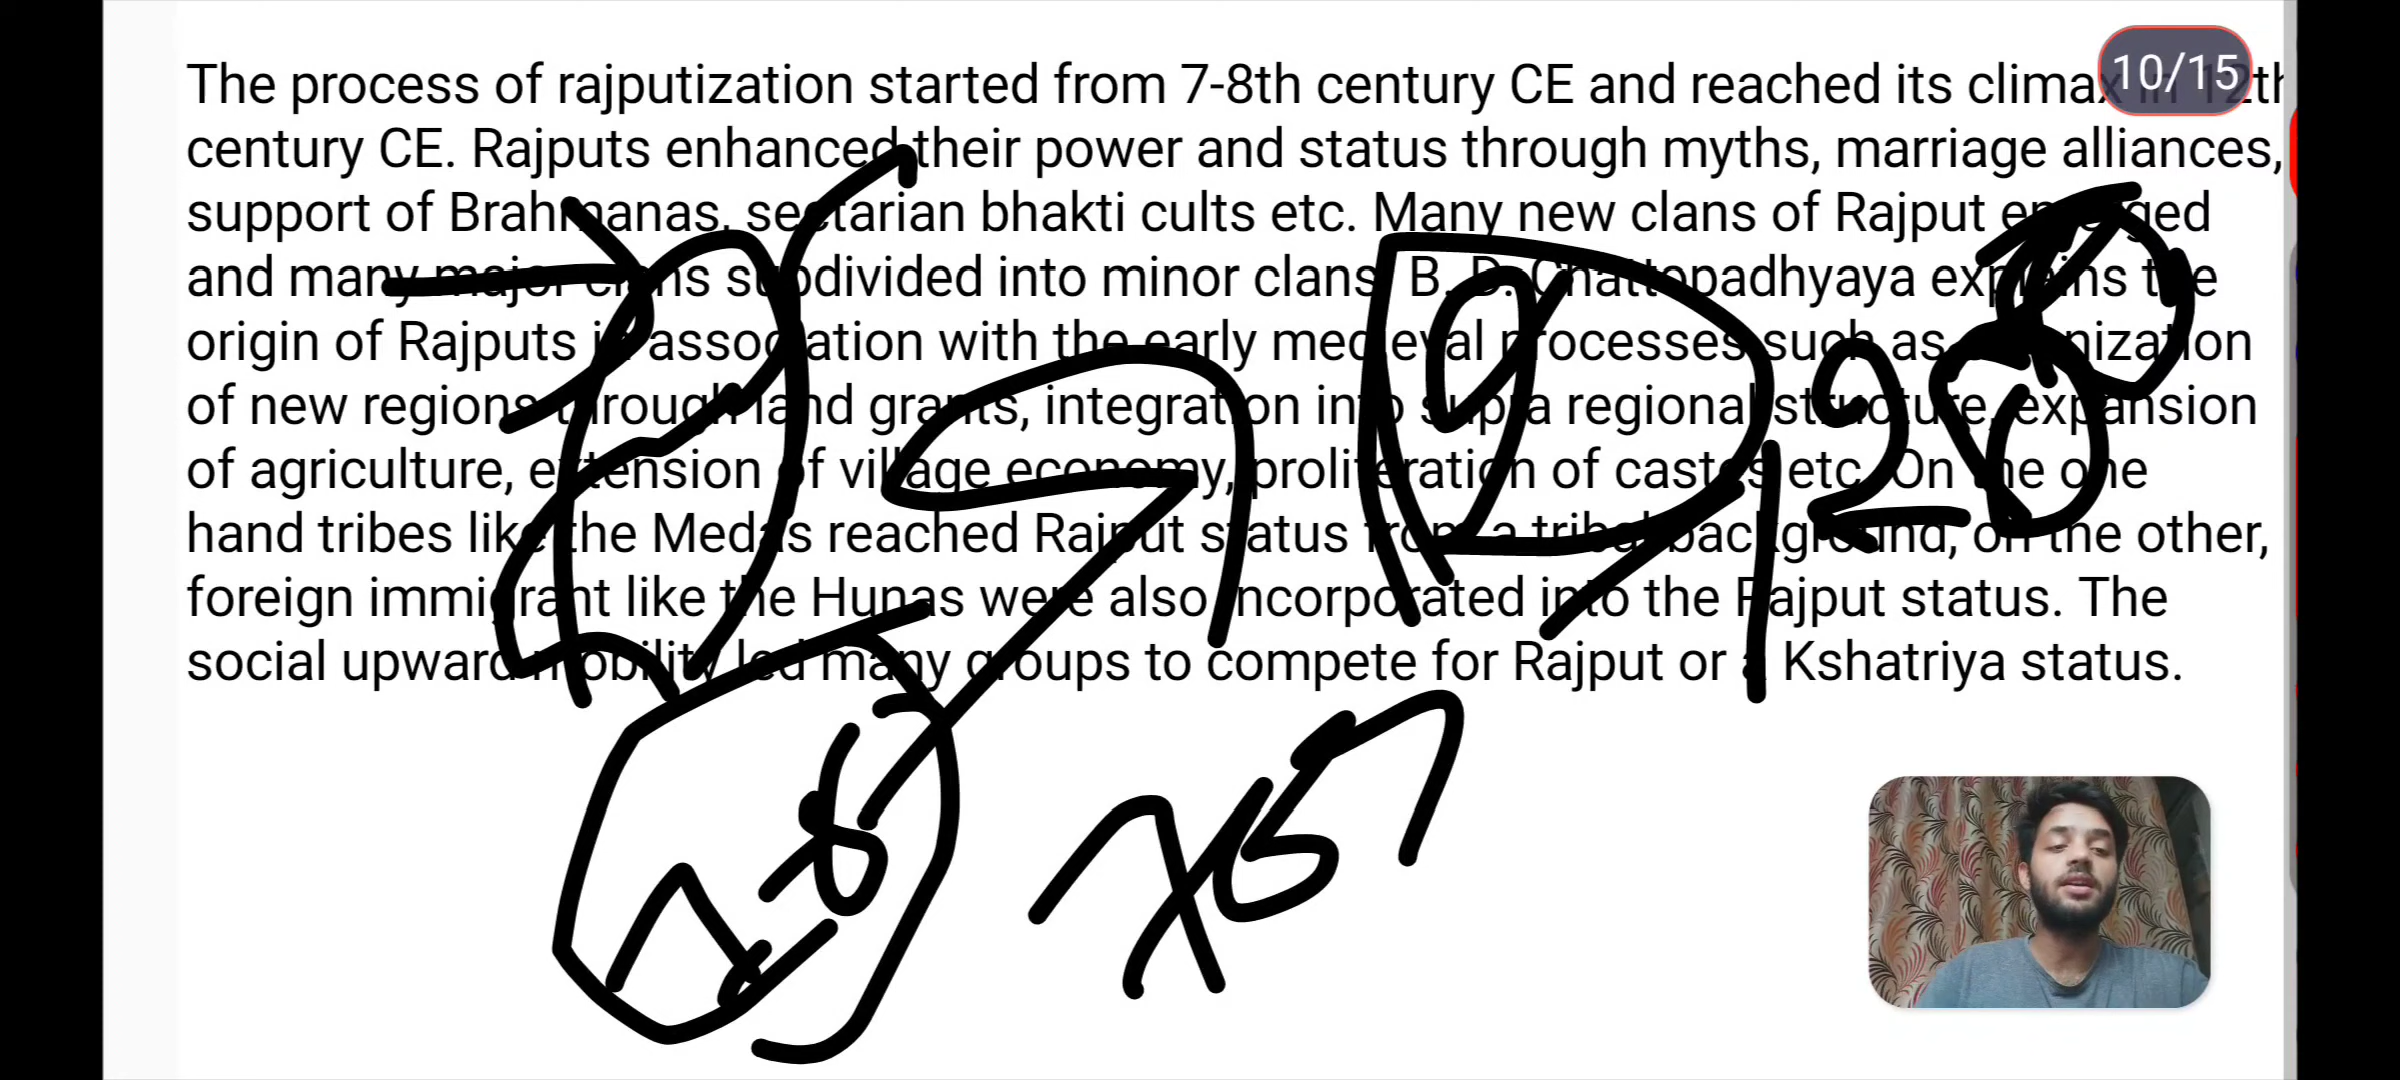 10/15
The process of rajputization started from 7-8th century CE and reached its climax in 12th
century CE. Rajputs enhanced their power and status through myths, marriage alliances,
support of Brahmanas, sectarian bhakti cults etc. Many new clans of Rajput emerged
and many major clans subdivided into minor clans. B. D. Chattopadhyaya explains the
origin of Rajputs in association with the early medieval processes such as colonization
of new regions through land grants, integration into supra regional structure, expansion
of agriculture, extension of village economy, proliferation of castes etc. On the one
hand tribes like the Medas reached Rajput status from a tribal background, on the other,
foreign immigrant like the Hunas were also incorporated into the Rajput status. The
social upward mobility led many groups to compete for Rajput or a Kshatriya status.